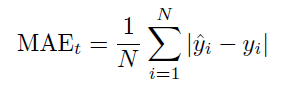 MAE_t = \frac{1}{N} \sum_{i=1}^{N} |\hat{y}_i - y_i|